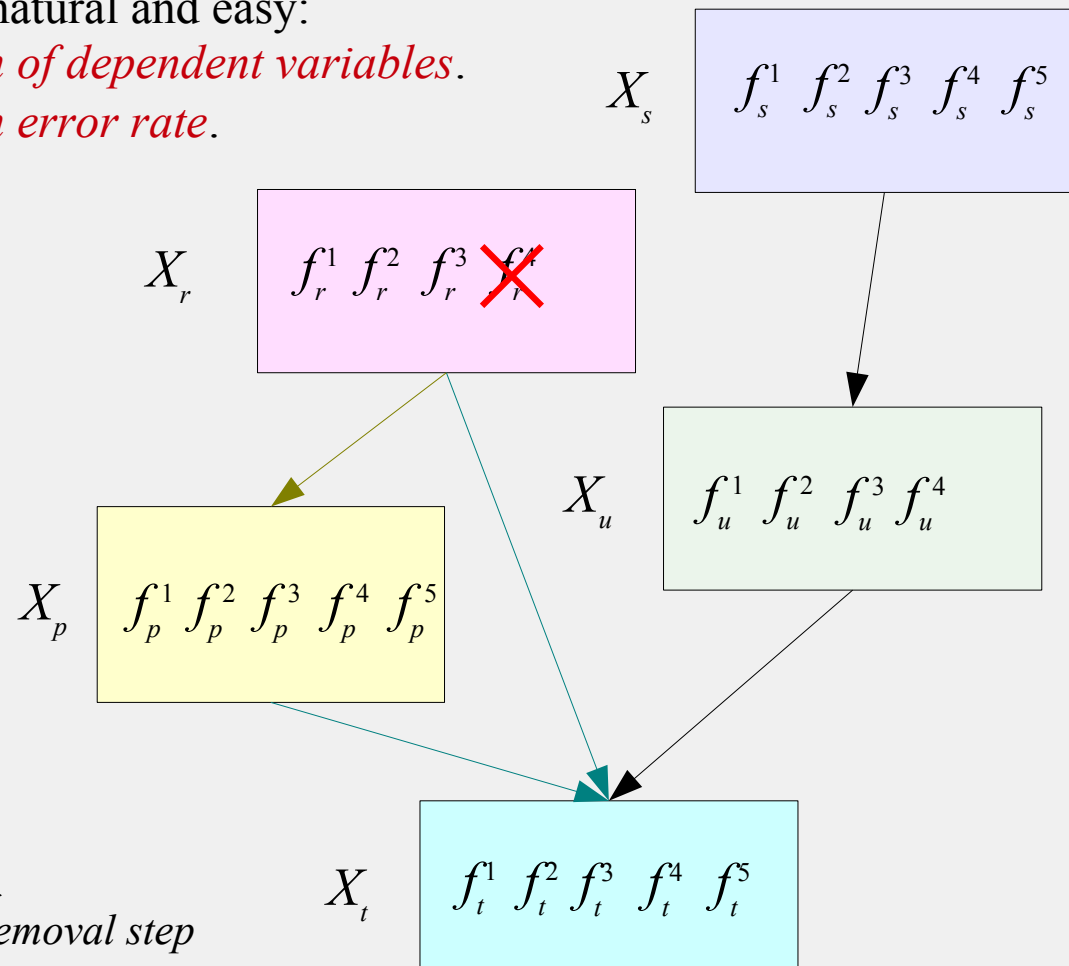 natural and easy:
of dependent variables.
error rate.
X_s f_s^1 f_s^2 f_s^3 f_s^4 f_s^5
X_r f_r^1 f_r^2 f_r^3 f_r^4
X_u f_u^1 f_u^2 f_u^3 f_u^4
X_p f_p^1 f_p^2 f_p^3 f_p^4 f_p^5
X_t f_t^1 f_t^2 f_t^3 f_t^4 f_t^5
emoval step